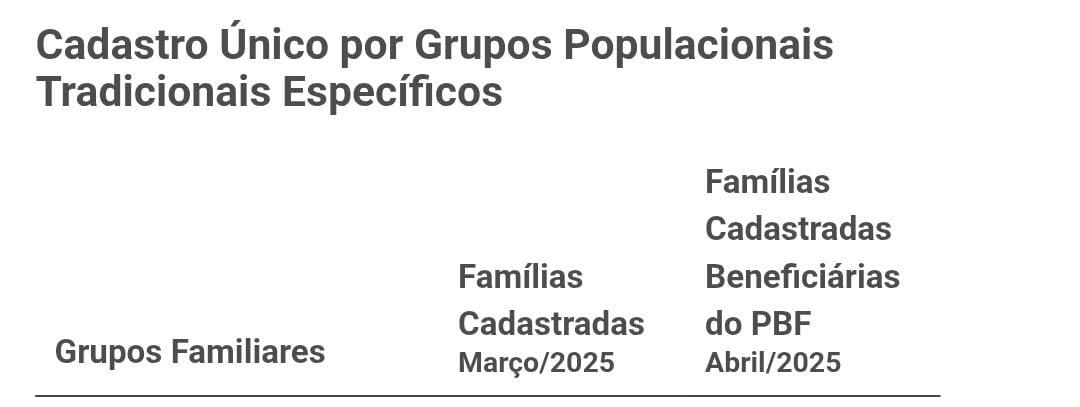 Cadastro Único por Grupos Populacionais
Tradicionais Específicos
Grupos Familiares
Famílias
Cadastradas
Março/2025
Famílias
Cadastradas
Beneficiárias
do PBF
Abril/2025